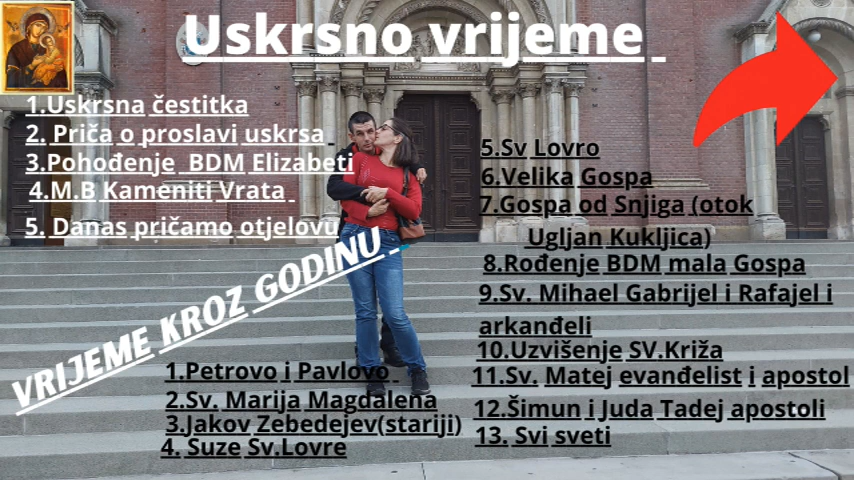 Uskrsno vrijeme
1.Uskrsna čestitka
2. Priča o proslavi uskrsa
3.Pohođenje BDM Elizabeti
4.M.B Kameniti Vrata
5. Danas pričamo otjelovu
VRIJEME KROZ GODINU -
1.Petrovo i Pavlovo
2.Sv. Marija Magdalena
3.Jakov Zebedejev(stariji)
4. Suze Sv.Lovre
5.Sv Lovro
6.Velika Gospa
7.Gospa od Snjiga (otok
Ugljan Kukljica)
8.Rođenje BDM mala Gospa
9.Sv. Mihael Gabrijel i Rafajel i
arkanđeli
10.Uzvišenje SV.Križa
11.Sv. Matej evanđelist i apostol
12.Šimun i Juda Tadej apostoli
13. Svi sveti